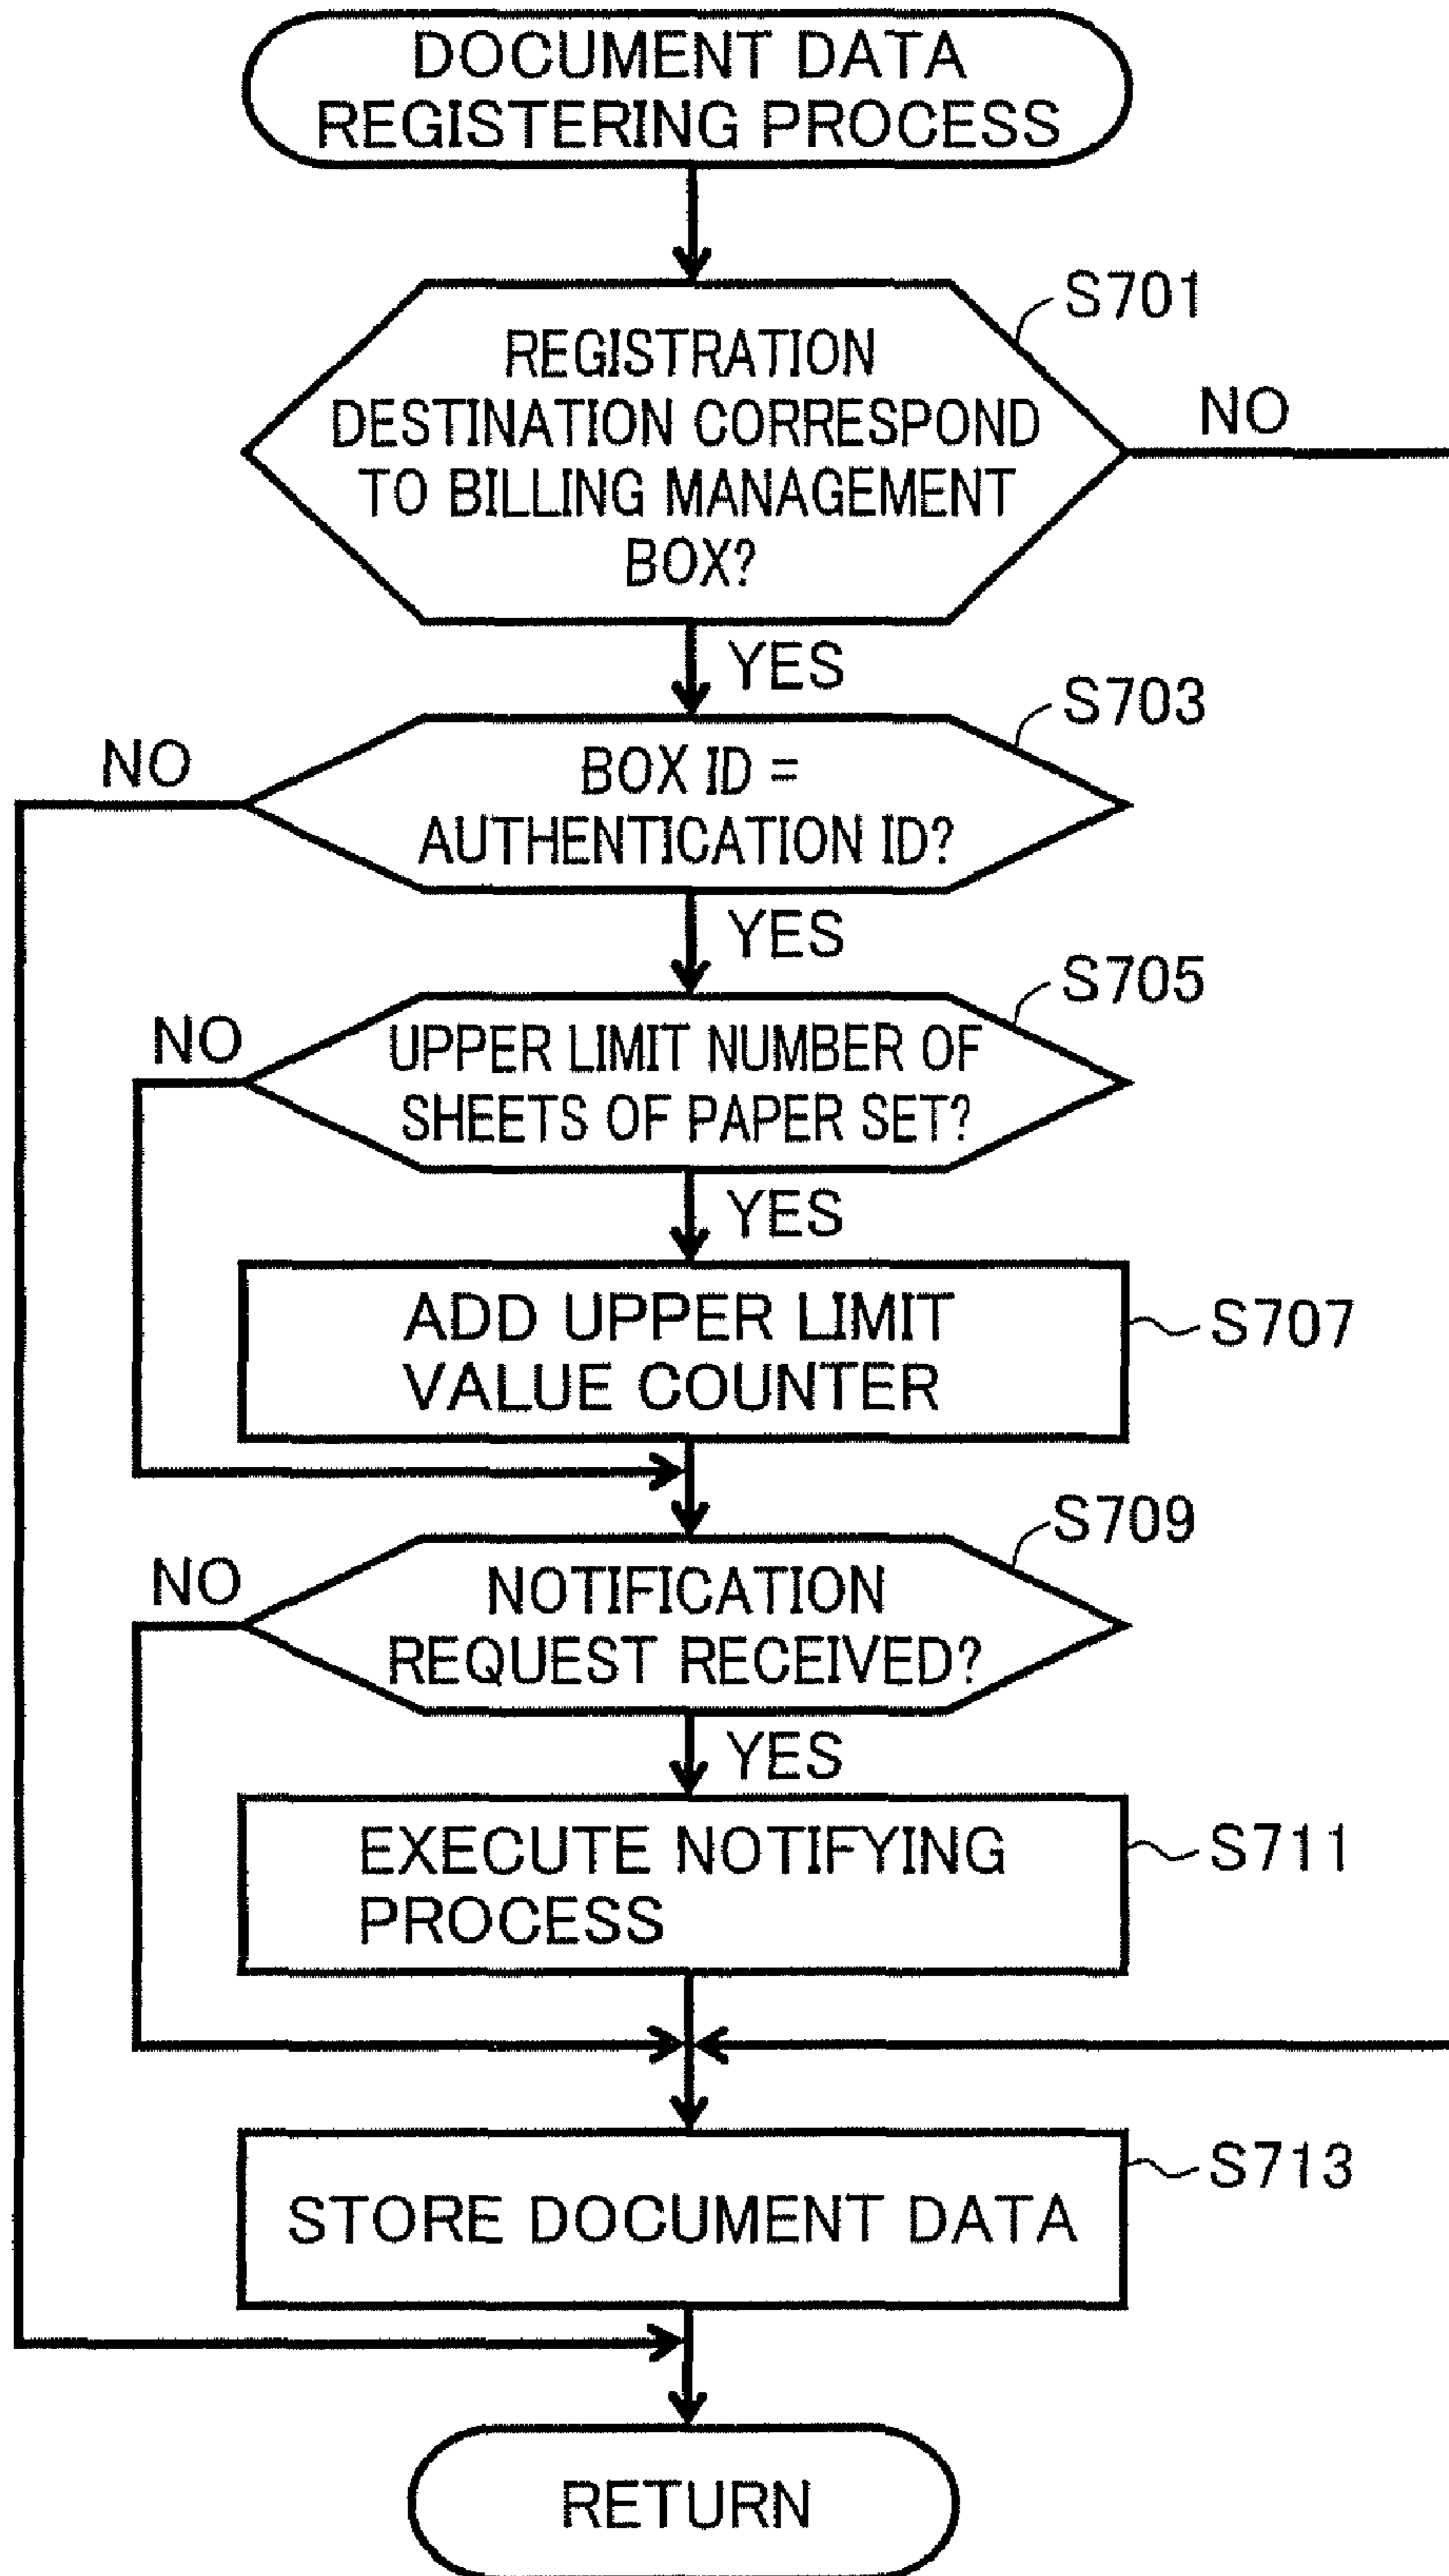 DOCUMENT DATA
REGISTERING PROCESS
S701
REGISTRATION
DESTINATION CORRESPOND
TO BILLING MANAGEMENT
BOX?
NO
YES
S703
NO
BOX ID =
AUTHENTICATION ID?
YES
S705
NO
UPPER LIMIT NUMBER OF
SHEETS OF PAPER SET?
YES
ADD UPPER LIMIT
VALUE COUNTER
S707
S709
NO
NOTIFICATION
REQUEST RECEIVED?
YES
EXECUTE NOTIFYING
PROCESS
S711
S713
STORE DOCUMENT DATA
RETURN